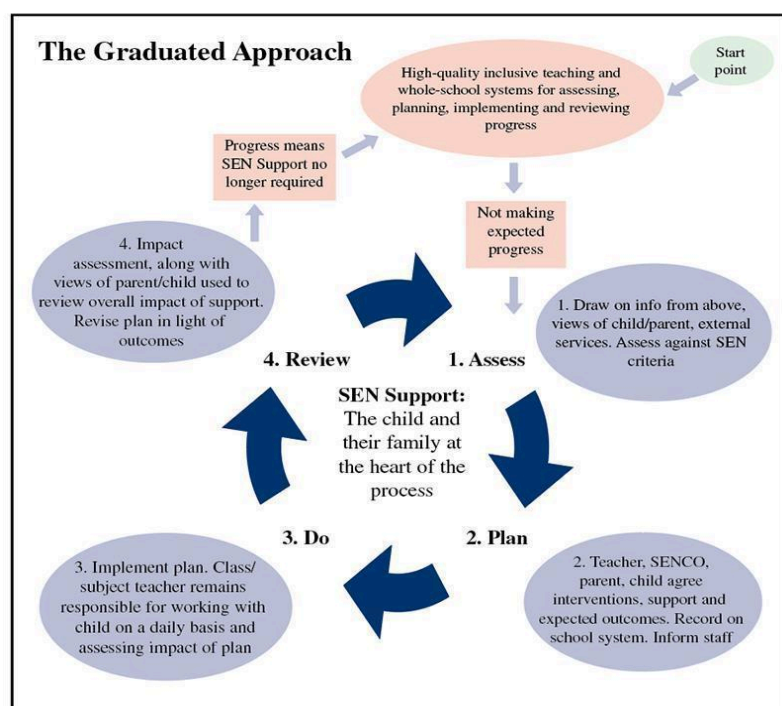 The Graduated Approach
Start
point
High-quality inclusive teaching and
whole-school systems for assessing,
planning, implementing and reviewing
progress
Progress means
SEN Support no
longer required
Not making
expected
progress
4. Impact
assessment, along with
views of parent/child used to
review overall impact of support.
Revise plan in light of
outcomes
1. Draw on info from above,
views of child/parent, external
services. Assess against SEN
criteria
4. Review
1. Assess
SEN Support:
The child and
their family at
the heart of the
process
3. Do
2. Plan
3. Implement plan. Class/
subject teacher remains
responsible for working with
child on a daily basis and
assessing impact of plan
2. Teacher, SENCO,
parent, child agree
interventions, support and
expected outcomes. Record on
school system. Inform staff